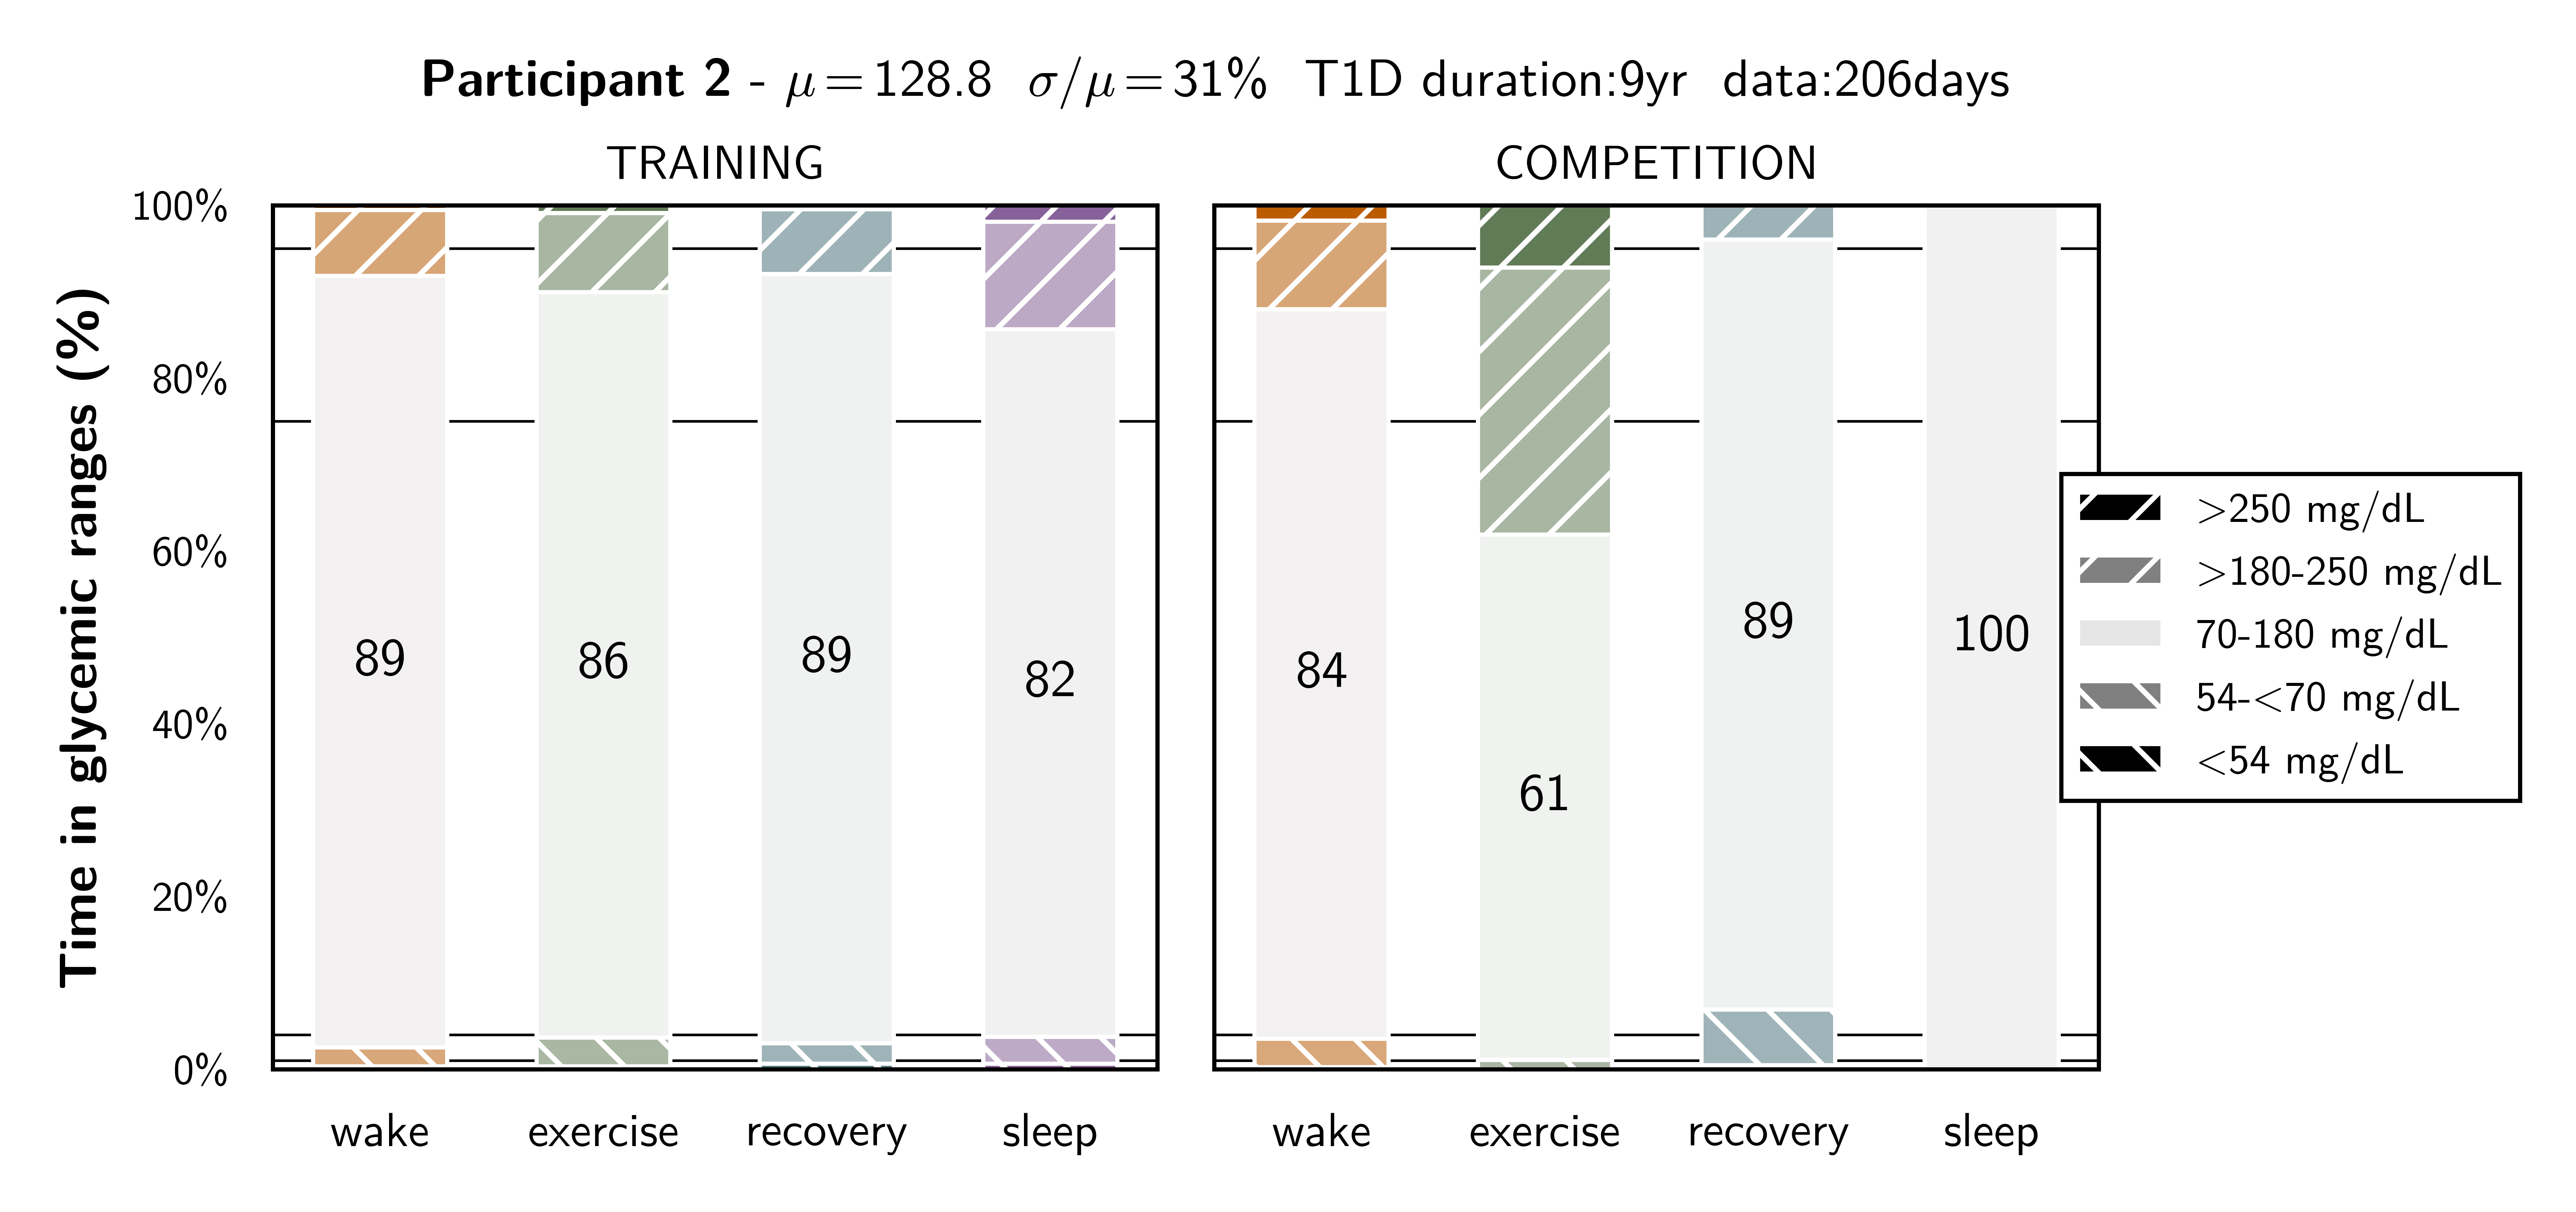 Participant 2 - μ=128.8 σ/μ=31% T1D duration:9yr data:206days
TRAINING
COMPETITION
Time in glycemic ranges (%)
100%
80%
60%
40%
20%
0%
89
86
89
82
84
61
89
100
wake
exercise
recovery
sleep
wake
exercise
recovery
sleep
>250 mg/dL
>180-250 mg/dL
70-180 mg/dL
54-<70 mg/dL
<54 mg/dL